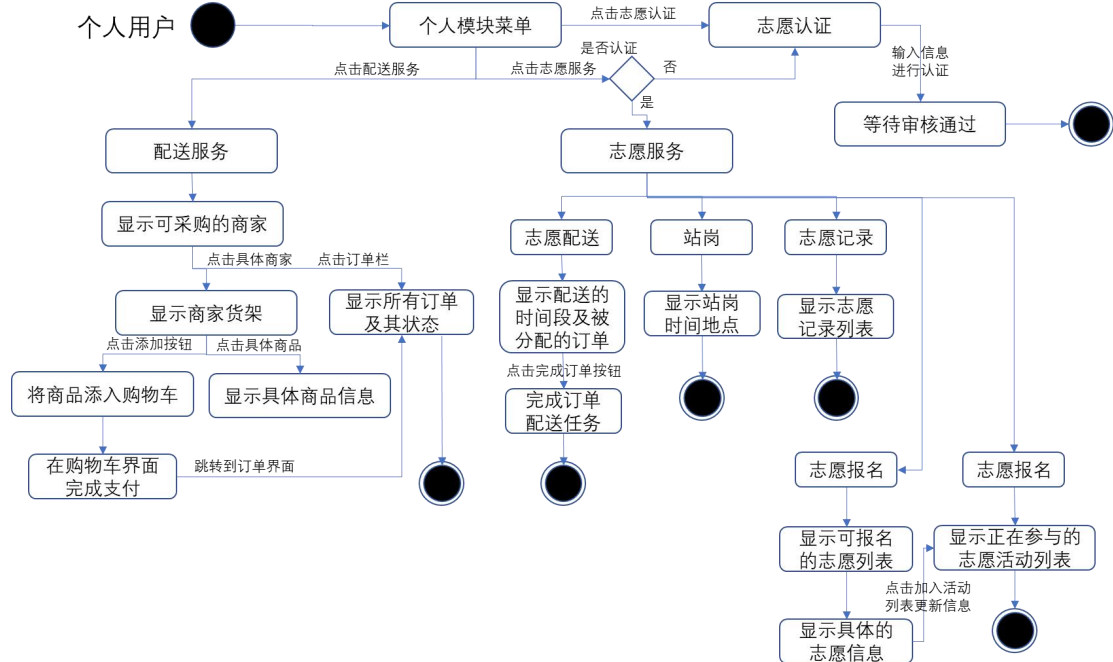 个人用户
个人模块菜单
点击志愿认证
志愿认证
是否认证
输入信息
进行认证
点击配送服务
点击志愿服务
否
是
等待审核通过
配送服务
志愿服务
显示可采购的商家
志愿配送
站岗
志愿记录
点击具体商家
点击订单栏
显示商家货架
显示所有订单
及其状态
显示配送的
时间段及被
分配的订单
显示站岗
时间地点
显示志愿
记录列表
点击添加按钮
点击具体商品
点击完成订单按钮
将商品添入购物车
显示具体商品信息
完成订单
配送任务
在购物车界面
完成支付
跳转到订单界面
志愿报名
志愿报名
显示可报名
的志愿列表
显示正在参与的
志愿活动列表
点击加入活动
列表更新信息
显示具体的
志愿信息